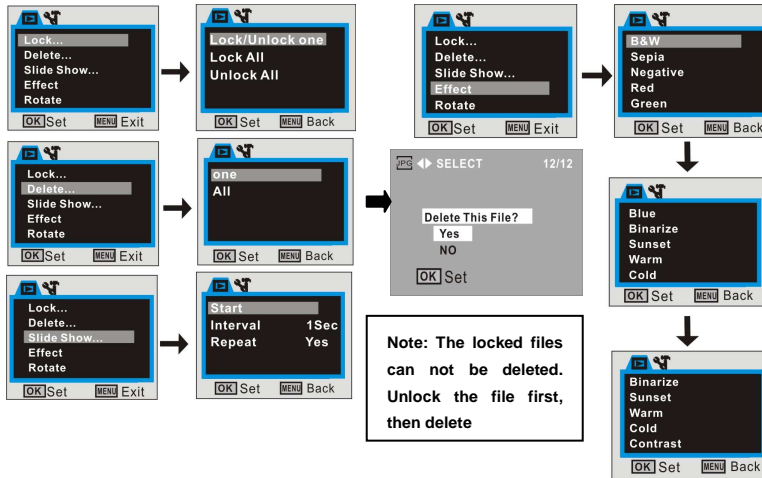 Lock...
Delete...
Slide Show...
Effect
Rotate
OK Set MENU Exit
Lock/Unlock one
Lock All
Unlock All
OK Set MENU Back
Lock...
Delete...
Slide Show...
Effect
Rotate
OK Set MENU Exit
B&W
Sepia
Negative
Red
Green
OK Set MENU Back
Lock...
Delete...
Slide Show...
Effect
Rotate
OK Set MENU Exit
one
All
OK Set MENU Back
JPG SELECT 12/12
Delete This File?
Yes
NO
OK Set
Blue
Binarize
Sunset
Warm
Cold
OK Set MENU Back
Lock...
Delete...
Slide Show...
Effect
Rotate
OK Set MENU Exit
Start
Interval 1Sec
Repeat Yes
OK Set MENU Back
Note: The locked files
can not be deleted.
Unlock the file first,
then delete
Binarize
Sunset
Warm
Cold
Contrast
OK Set MENU Back